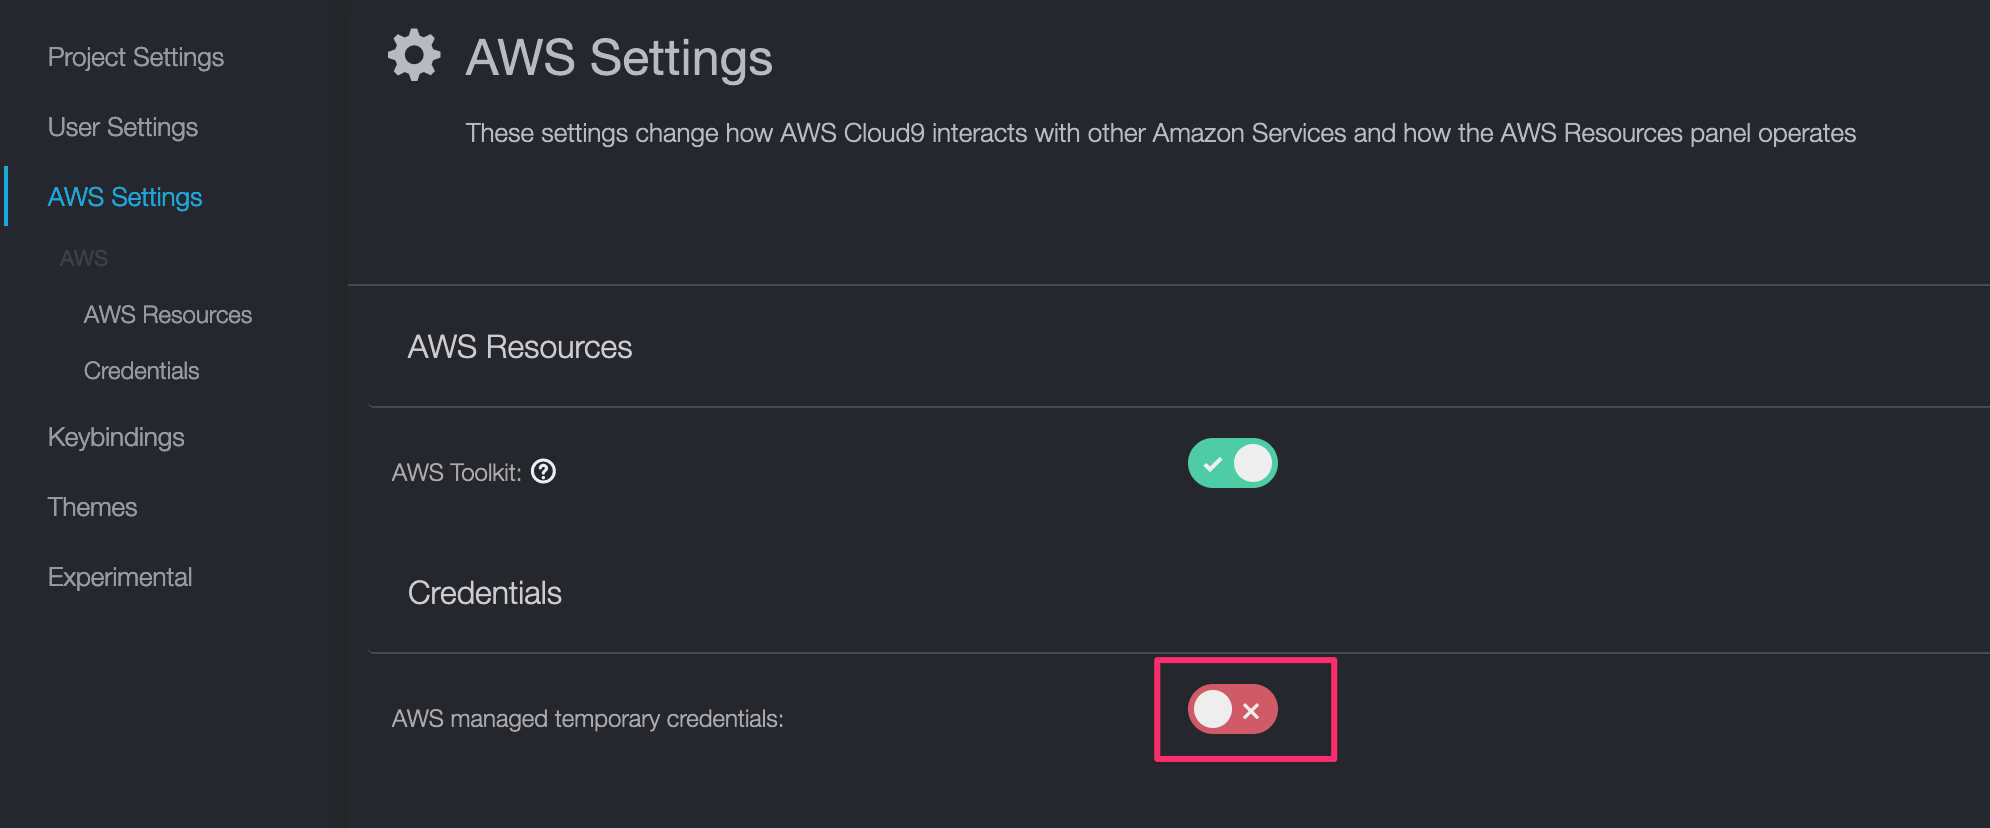 Project Settings
User Settings
AWS Settings
AWS
AWS Resources
Credentials
Keybindings
Themes
Experimental
AWS Settings
These settings change how AWS Cloud9 interacts with other Amazon Services and how the AWS Resources panel operates
AWS Resources
AWS Toolkit:
Credentials
AWS managed temporary credentials: